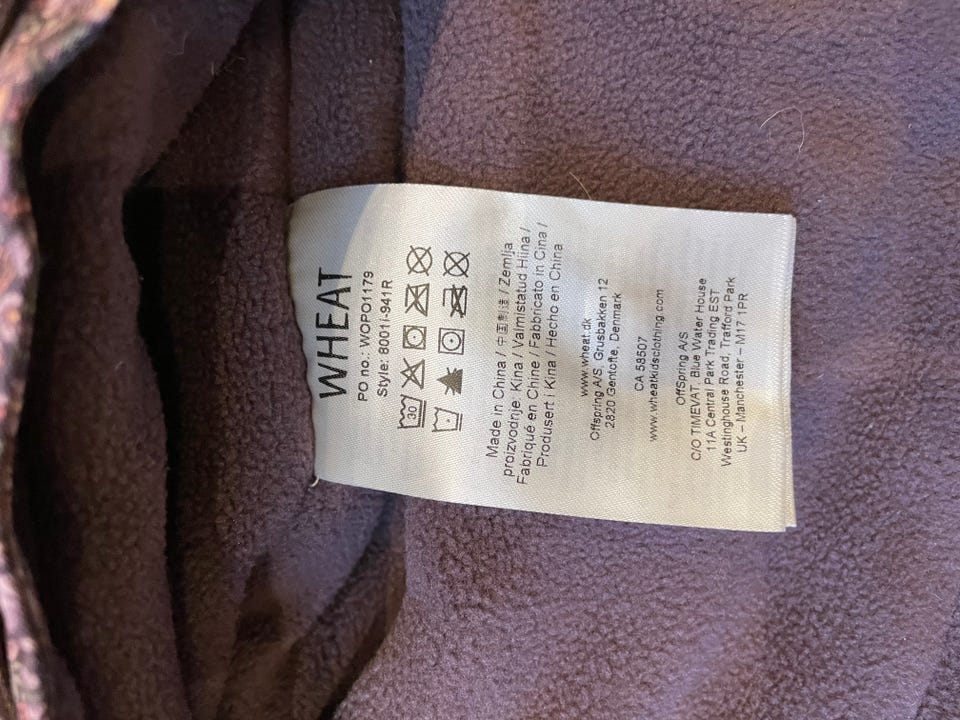 WHEAT
PO no.: WOPO1179
Style: 8001i-941R
30
Made in China / 中国制造 / Zemlja
proizvodnje: Kina / Valmistatud Hiina /
Fabriqué en Chine / Fabbricato in Cina /
Produsert i Kina / Hecho en China
www.wheat.dk
Offspring A/S, Grusbakken 12
2820 Gentofte, Denmark
CA 58507
www.wheatkidsclothing.com
OffSpring A/S
C/O TIMEVAT, Blue Water House
11A Central Park Trading EST
Westinghouse Road, Trafford Park
UK – Manchester – M17 1PR